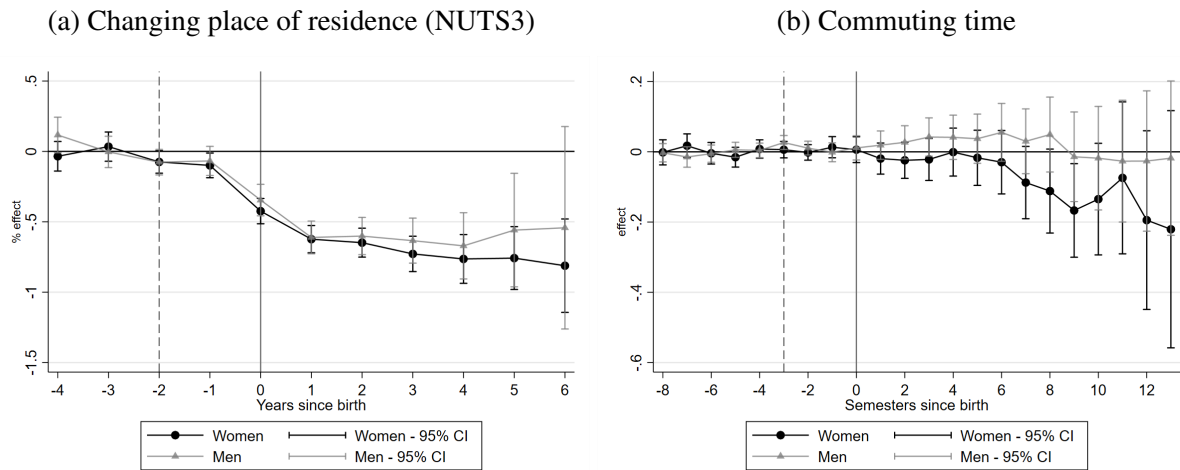 (a) Changing place of residence (NUTS3)
% effect
.5
0
-.5
-1
-1.5
-4 -3 -2 -1 0 1 2 3 4 5 6
Years since birth
Women Women - 95% CI
Men Men - 95% CI
(b) Commuting time
effect
.2
0
-.2
-.4
-.6
-8 -6 -4 -2 0 2 4 6 8 10 12
Semesters since birth
Women Women - 95% CI
Men Men - 95% CI